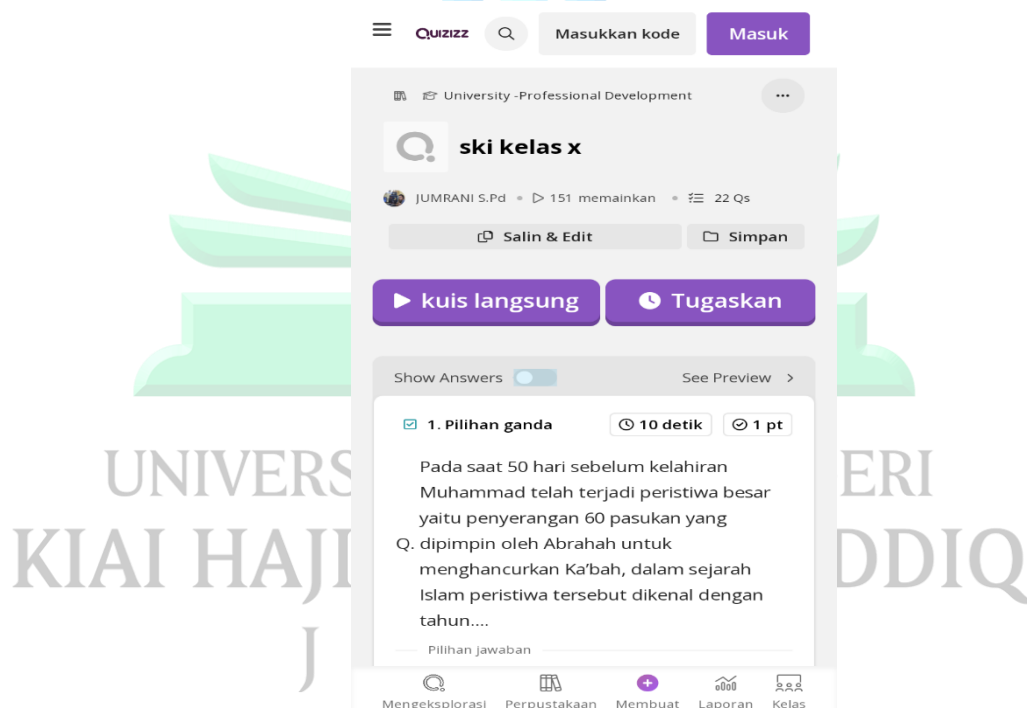 Quizizz
Masukkan kode
Masuk
University -Professional Development
ski kelas x
JUMRANI S.Pd • 151 memainkan • 22 Qs
Salin & Edit
Simpan
kuis langsung
Tugaskan
Show Answers
See Preview >
1. Pilihan ganda
10 detik
1 pt
Pada saat 50 hari sebelum kelahiran
Muhammad telah terjadi peristiwa besar
yaitu penyerangan 60 pasukan yang
Q. dipimpin oleh Abrahah untuk
menghancurkan Ka’bah, dalam sejarah
Islam peristiwa tersebut dikenal dengan
tahun....
Pilihan jawaban
Mengeksplorasi
Perpustakaan
Membuat
Laporan
Kelas
UNIVERS ERI
KIAI HAJI DDIQ
J